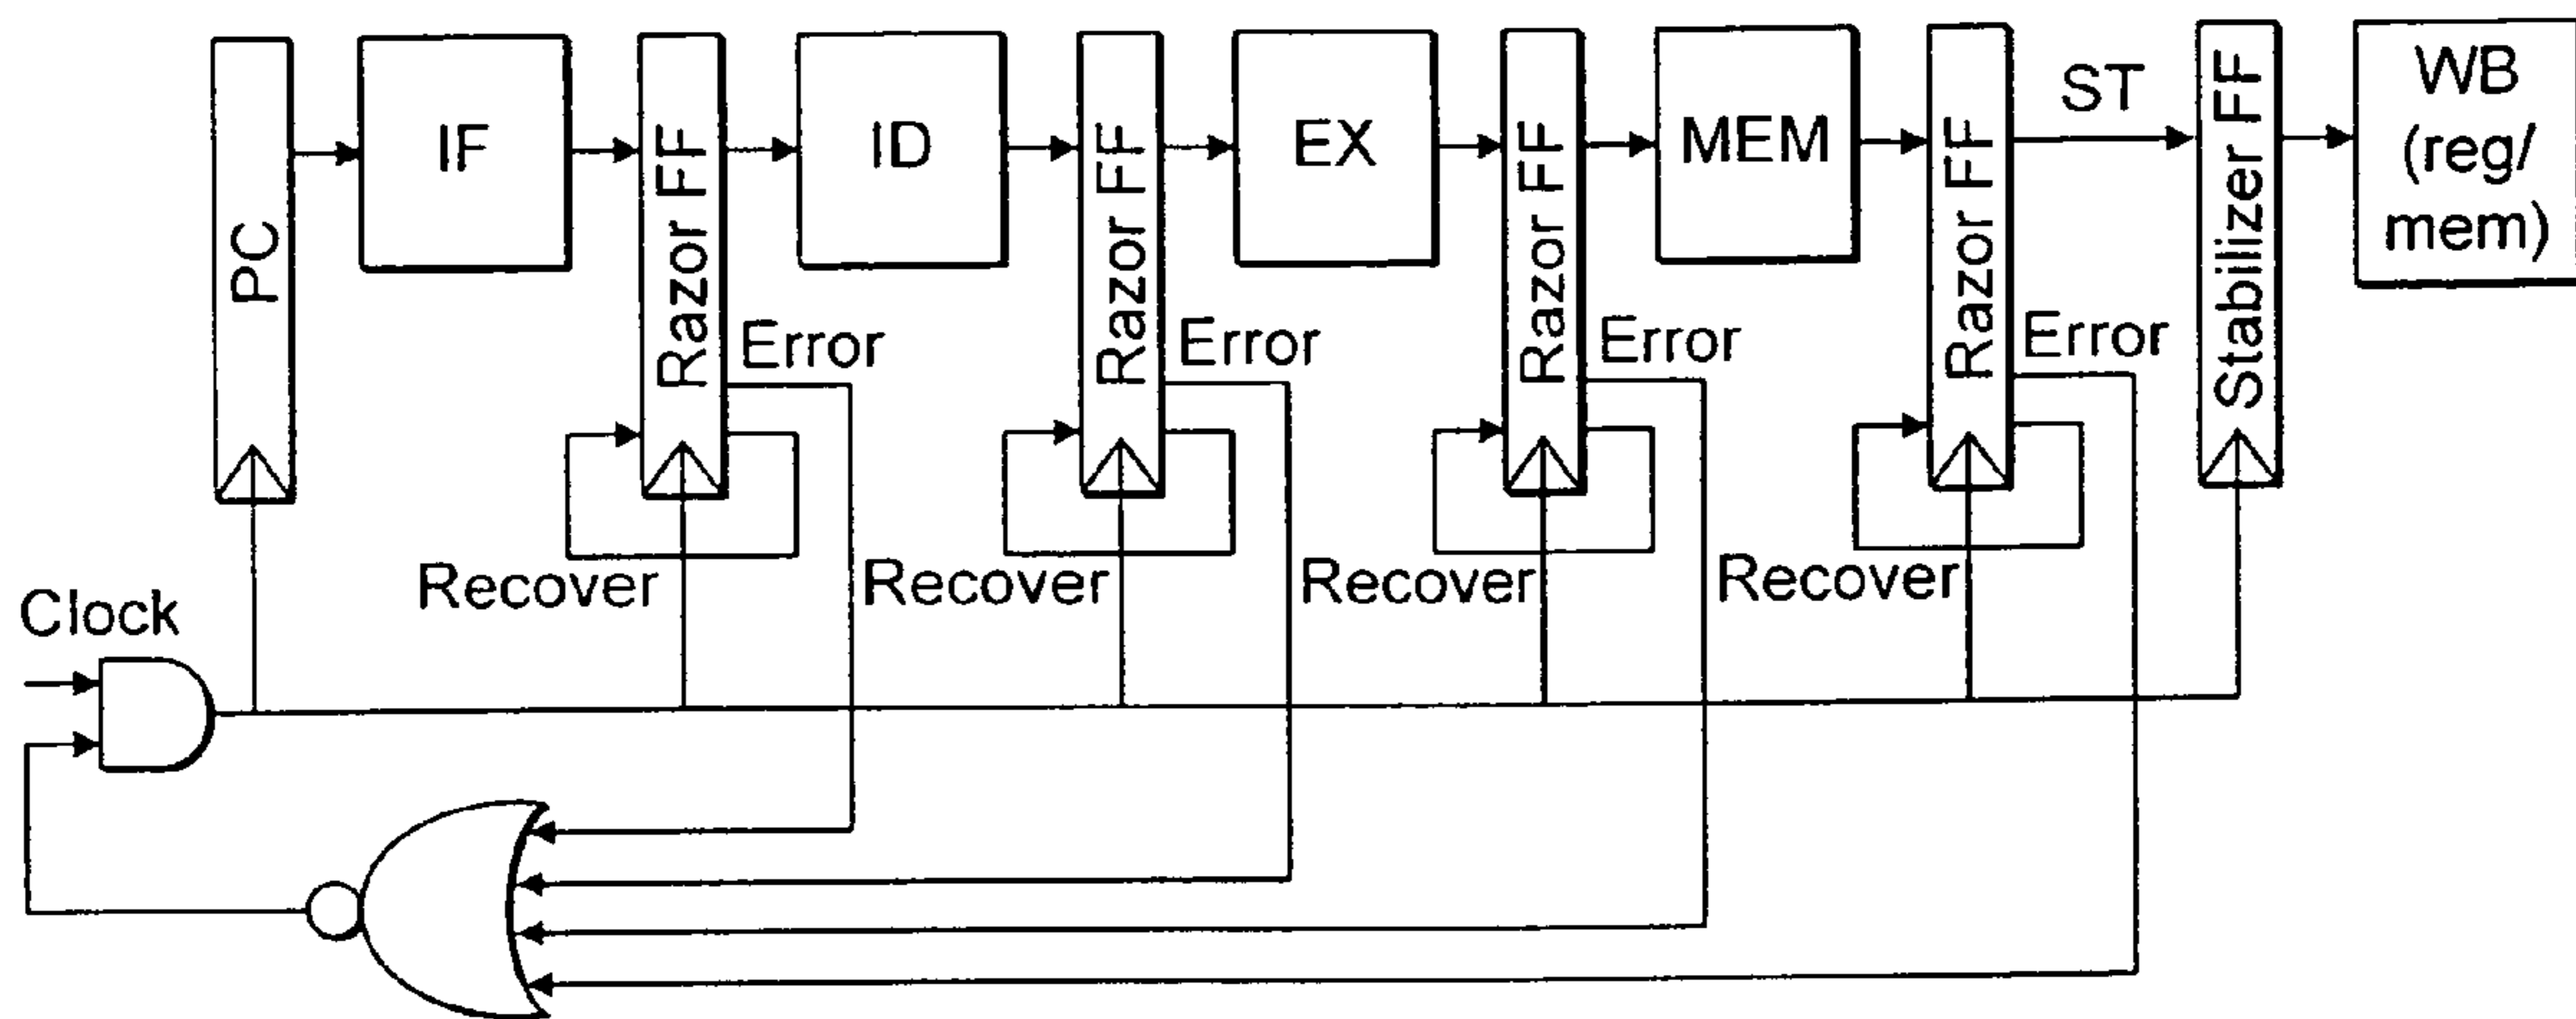 PC
IF
Razor FF
ID
Razor FF
EX
Razor FF
MEM
Razor FF
ST
Stabilizer FF
WB
(reg/
mem)
Error
Error
Error
Error
Recover
Recover
Recover
Recover
Clock